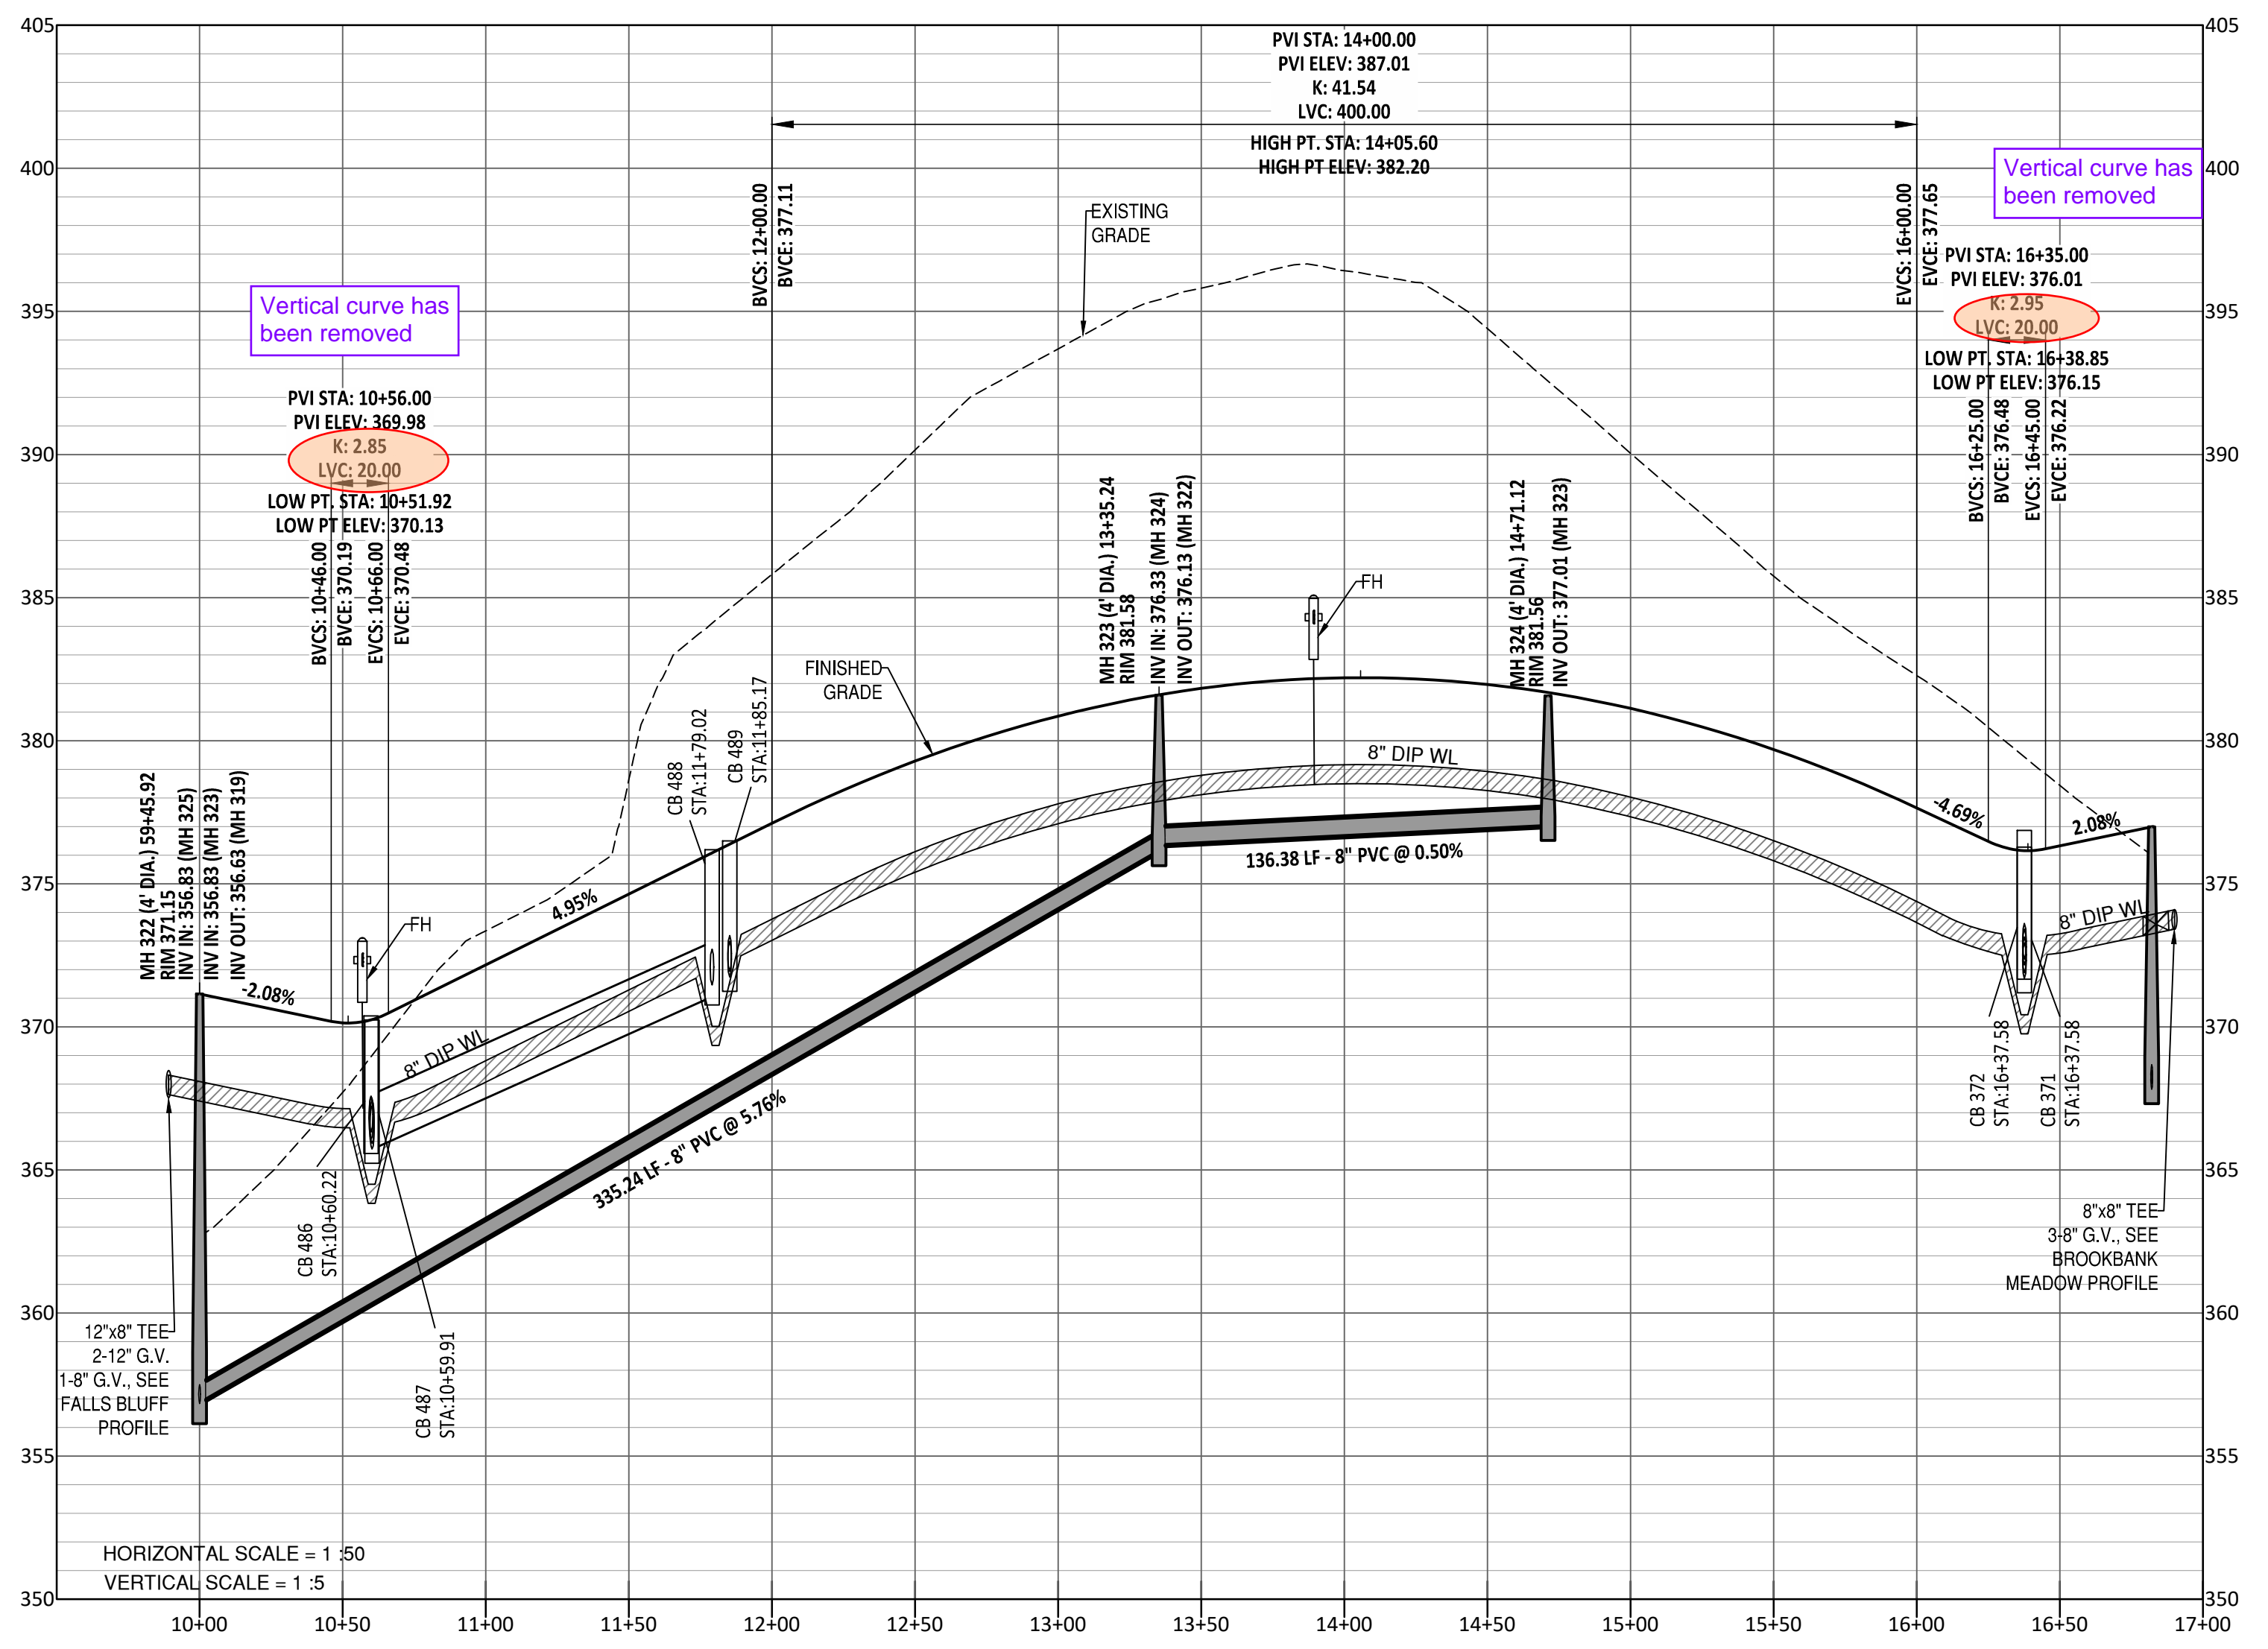 405
400
395
390
385
380
375
370
365
360
355
350
PVI STA: 14+00.00
PVI ELEV: 387.01
K: 41.54
LVC: 400.00
HIGH PT. STA: 14+05.60
HIGH PT ELEV: 382.20
BVCS: 12+00.00
BVCE: 377.11
EVCS: 16+00.00
EVCE: 377.65
EXISTING
GRADE
Vertical curve has
been removed
PVI STA: 10+56.00
PVI ELEV: 369.98
K: 2.85
LVC: 20.00
LOW PT. STA: 10+51.92
LOW PT ELEV: 370.13
BVCS: 10+46.00
BVCE: 370.19
EVCS: 10+66.00
EVCE: 370.48
Vertical curve has
been removed
PVI STA: 16+35.00
PVI ELEV: 376.01
K: 2.95
LVC: 20.00
LOW PT. STA: 16+38.85
LOW PT ELEV: 376.15
BVCS: 16+25.00
BVCE: 376.48
EVCS: 16+45.00
EVCE: 376.22
MH 323 (4' DIA.) 13+35.24
RIM 381.58
INV IN: 376.33 (MH 324)
INV OUT: 376.13 (MH 322)
FH
MH 324 (4' DIA.) 14+71.12
RIM 381.56
INV OUT: 377.01 (MH 323)
FINISHED
GRADE
CB 488
STA:11+79.02
CB 489
STA:11+85.17
8" DIP WL
136.38 LF - 8" PVC @ 0.50%
-4.69%
2.08%
MH 322 (4' DIA.) 59+45.92
RIM 371.15
INV IN: 356.83 (MH 325)
INV IN: 356.83 (MH 323)
INV OUT: 356.63 (MH 319)
-2.08%
FH
4.95%
8" DIP WL
335.24 LF - 8" PVC @ 5.76%
8" DIP WL
CB 486
STA:10+60.22
CB 487
STA:10+59.91
CB 372
STA:16+37.58
CB 371
STA:16+37.58
12"x8" TEE
2-12" G.V.
1-8" G.V., SEE
FALLS BLUFF
PROFILE
8"x8" TEE
3-8" G.V., SEE
BROOKBANK
MEADOW PROFILE
HORIZONTAL SCALE = 1 :50
VERTICAL SCALE = 1 :5
405
400
395
390
385
380
375
370
365
360
355
350
10+00
10+50
11+00
11+50
12+00
12+50
13+00
13+50
14+00
14+50
15+00
15+50
16+00
16+50
17+00